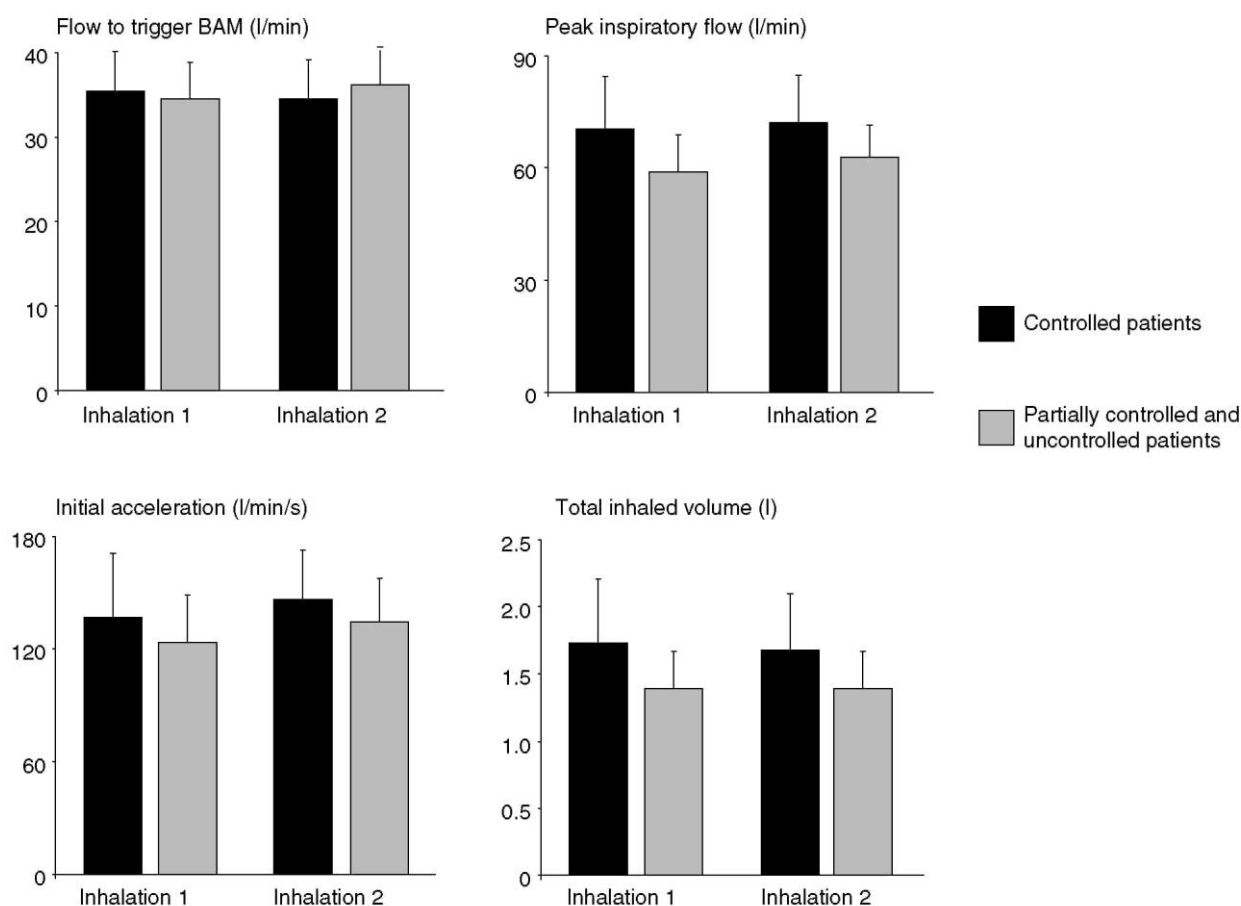 Flow to trigger BAM (l/min)
40
30
20
10
0
Inhalation 1
Inhalation 2
Peak inspiratory flow (l/min)
90
60
30
0
Inhalation 1
Inhalation 2
Controlled patients
Partially controlled and
uncontrolled patients
Initial acceleration (l/min/s)
180
120
60
0
Inhalation 1
Inhalation 2
Total inhaled volume (l)
2.5
2.0
1.5
1.0
0.5
0
Inhalation 1
Inhalation 2